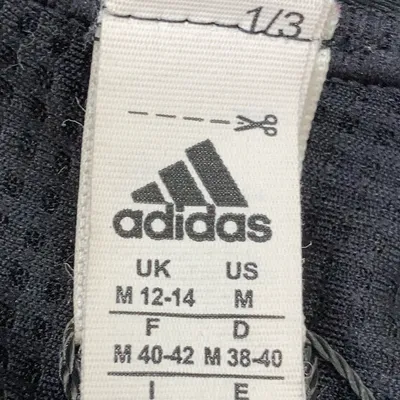 1/3
adidas
UK US
M 12-14 M
F D
M 40-42 M 38-40
I E